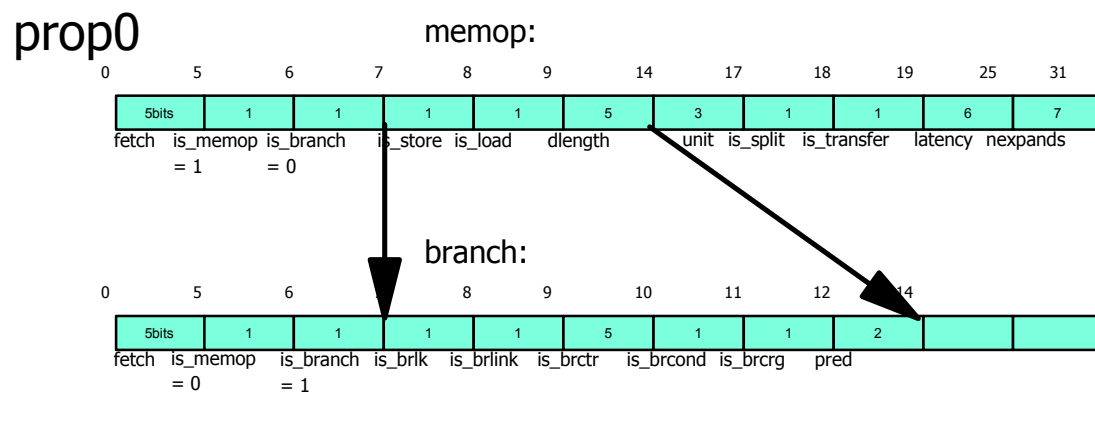 prop0
memop:
0 5 6 7 8 9 14 17 18 19 25 31
5bits 1 1 1 1 5 3 1 1 6 7
fetch is_memop is_branch is_store is_load dlength unit is_split is_transfer latency nexpands
= 1 = 0
branch:
0 5 6 8 9 10 11 12 14
5bits 1 1 1 1 5 1 1 2
fetch is_memop is_branch is_brlk is_brlink is_brctr is_brcond is_brcrg pred
= 0 = 1